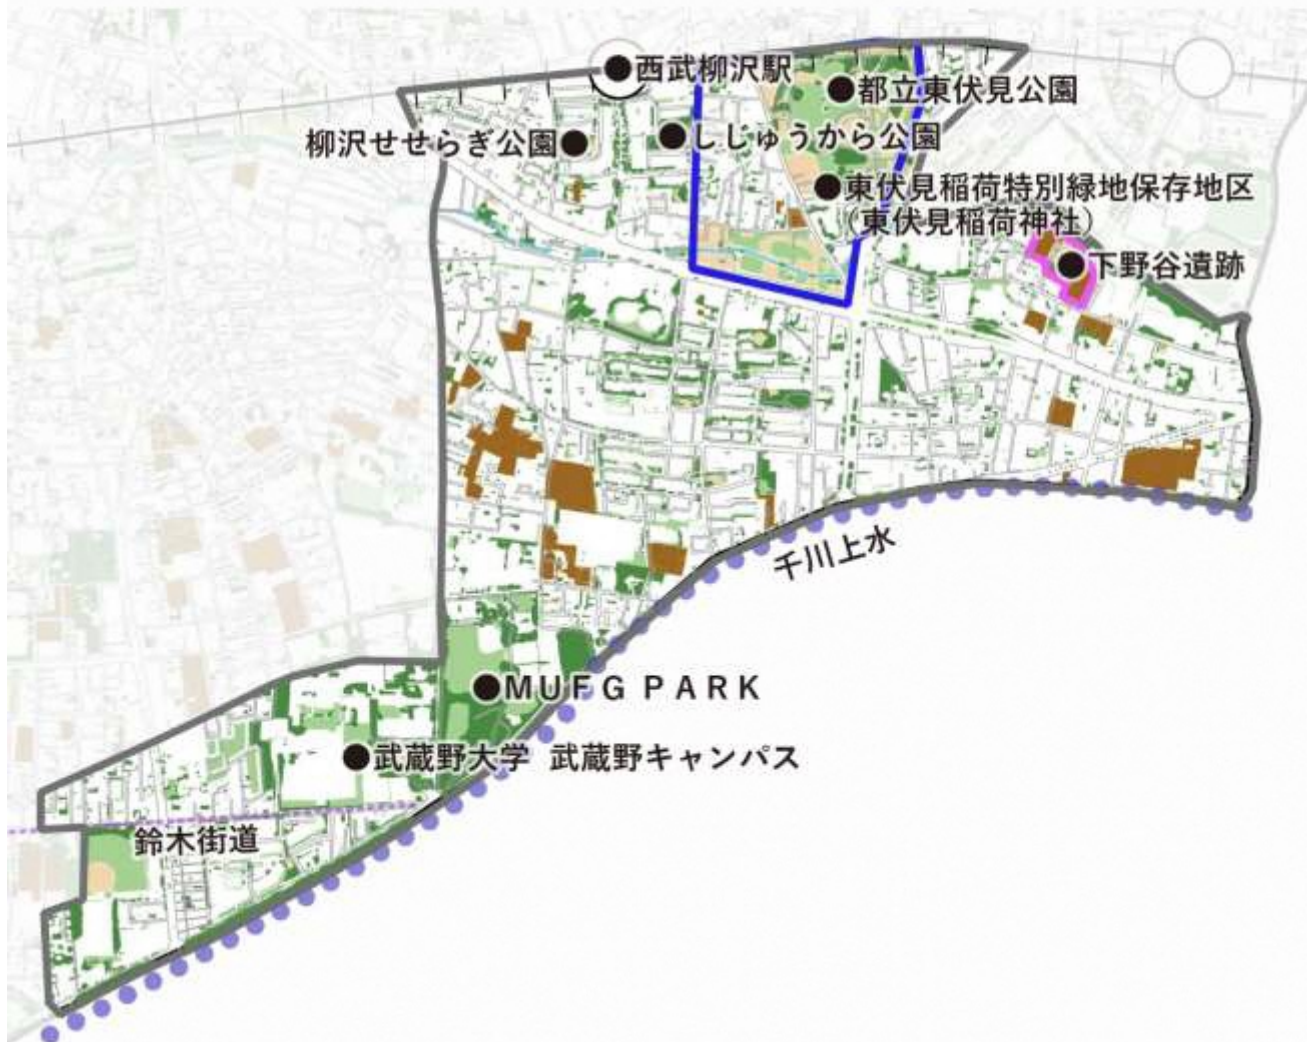 西武柳沢駅
都立東伏見公園
柳沢せせらぎ公園
しじゅうから公園
東伏見稲荷特別緑地保存地区
（東伏見稲荷神社）
下野谷遺跡
千川上水
MUFG PARK
武蔵野大学 武蔵野キャンパス
鈴木街道